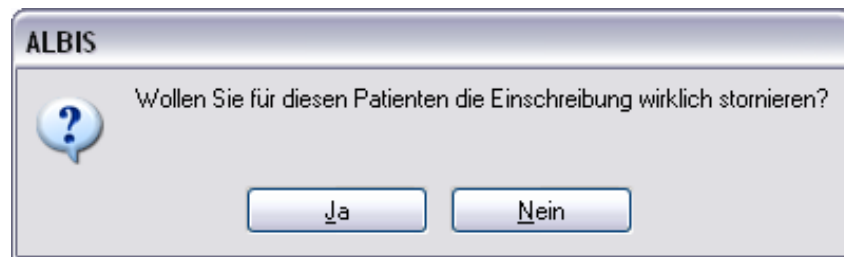 ALBIS
Wollen Sie für diesen Patienten die Einschreibung wirklich stornieren?
Ja
Nein